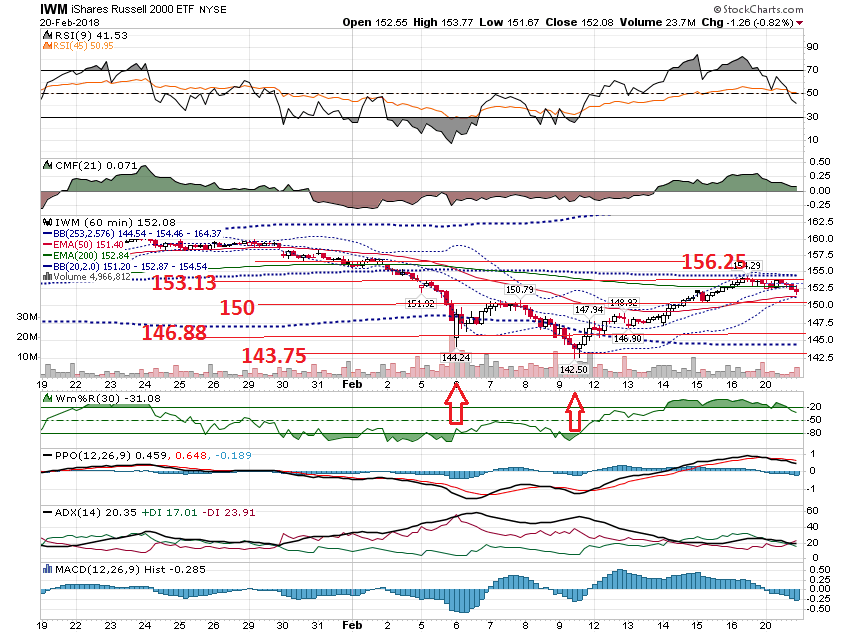 IWM iShares Russell 2000 ETF NYSE © StockCharts.com
20-Feb-2018 Open 152.55 High 153.77 Low 151.67 Close 152.08 Volume 23.7M Chg -1.26 (-0.82%)
RSI(9) 41.53
RSI(45) 50.95
90
70
50
30
10
CMF(21) 0.071
0.50
0.25
0.00
-0.25
IWM (60 min) 152.08
BB(253,2.576) 144.54 - 154.46 - 164.37
EMA(50) 151.40
EMA(200) 152.84
BB(20,2.0) 151.20 - 152.87 - 154.54
Volume 4,966,812
162.5
160.0
157.5
155.0
152.5
150.0
147.5
145.0
142.5
30M
20M
10M
156.25
154.29
153.13
150
146.88
143.75
151.92
150.79
147.94
148.92
146.90
144.24
142.50
19 22 23 24 25 26 29 30 31 Feb 2 5 6 7 8 9 12 13 14 15 16 20
Wm%R(30) -31.08
-20
-50
-80
PPO(12,26,9) 0.459, 0.648, -0.189
1
0
-1
ADX(14) 20.35 +DI 17.01 -DI 23.91
60
40
20
0
MACD(12,26,9) Hist -0.285
0.50
0.25
0.00
-0.25
-0.50
19 22 23 24 25 26 29 30 31 Feb 2 5 6 7 8 9 12 13 14 15 16 20